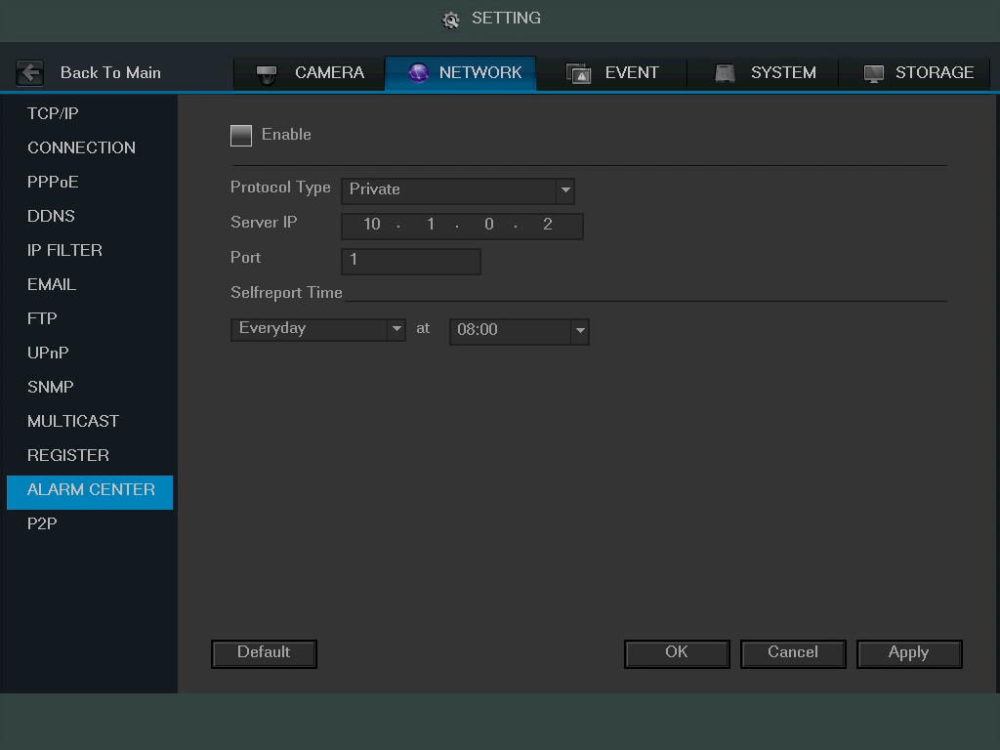 SETTING
Back To Main
CAMERA
NETWORK
EVENT
SYSTEM
STORAGE
TCP/IP
CONNECTION
PPPoE
DDNS
IP FILTER
EMAIL
FTP
UPnP
SNMP
MULTICAST
REGISTER
ALARM CENTER
P2P
Enable
Protocol Type Private
Server IP 10 . 1 . 0 . 2
Port 1
Selfreport Time
Everyday at 08:00
Default
OK
Cancel
Apply